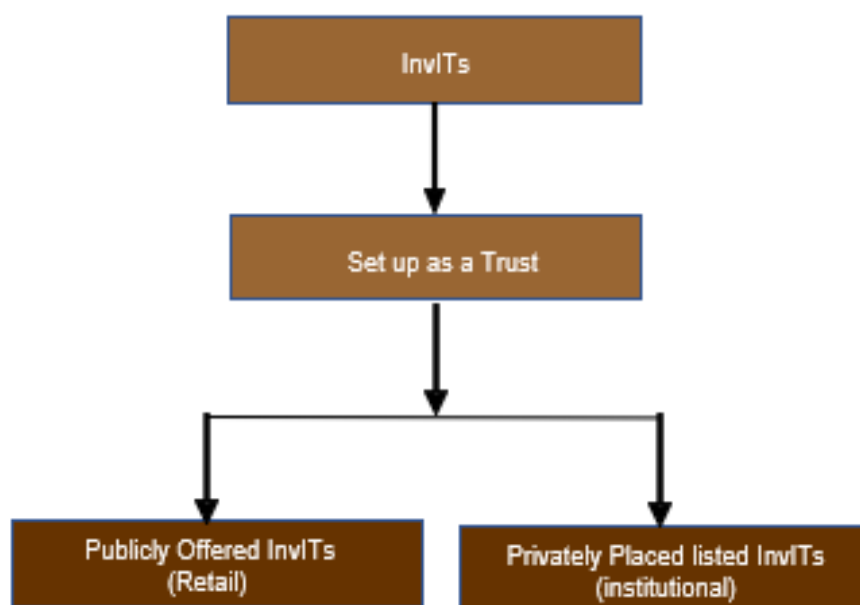 InvITs
Set up as a Trust
Publicly Offered InvITs
(Retail)
Privately Placed listed InvITs
(institutional)